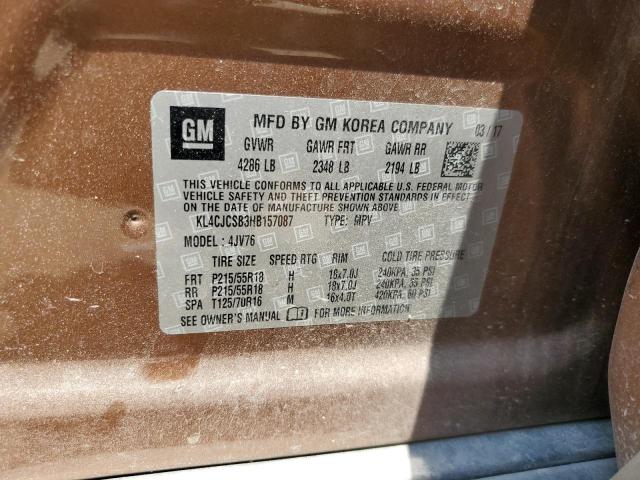 GM
MFD BY GM KOREA COMPANY 03/17
GVWR GAWR FRT GAWR RR
4286 LB 2348 LB 2194 LB
THIS VEHICLE CONFORMS TO ALL APPLICABLE U.S. FEDERAL MOTOR
VEHICLE SAFETY AND THEFT PREVENTION STANDARDS IN EFFECT ON
THE DATE OF MANUFACTURE SHOWN ABOVE.
KL4CJCSB3HB157087 TYPE: MPV
MODEL: 4JV76
TIRE SIZE SPEED RTG RIM COLD TIRE PRESSURE
FRT P215/55R18 H 18x7.0J 240KPA, 35 PSI
RR P215/55R18 H 18x7.0J 240KPA, 35 PSI
SPA T125/70R16 M 16x4.0T 420KPA, 60 PSI
SEE OWNER'S MANUAL FOR MORE INFORMATION